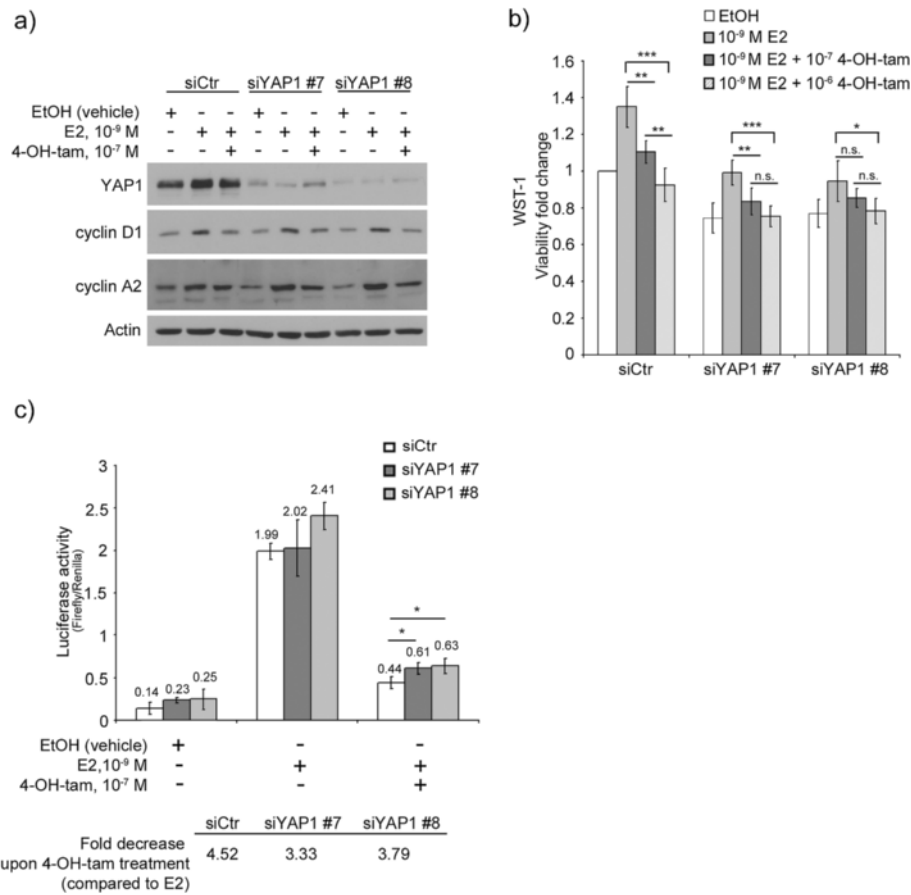 a)
siCtr siYAP1 #7 siYAP1 #8
EtOH (vehicle) + - - + - - + - -
E2, 10⁻⁹ M - + + - + + - + +
4-OH-tam, 10⁻⁷ M - - + - - + - - +
YAP1
cyclin D1
cyclin A2
Actin
b)
EtOH
10⁻⁹ M E2
10⁻⁹ M E2 + 10⁻⁷ 4-OH-tam
10⁻⁹ M E2 + 10⁻⁶ 4-OH-tam
WST-1
Viability fold change
1.6
1.4
1.2
1
0.8
0.6
0.4
0.2
0
***
**
**
***
**
n.s.
*
n.s.
n.s.
siCtr siYAP1 #7 siYAP1 #8
c)
siCtr
siYAP1 #7
siYAP1 #8
Luciferase activity
(Firefly/Renilla)
3
2.5
2
1.5
1
0.5
0
0.14 0.23 0.25
1.99 2.02 2.41
0.44 0.61 0.63
*
*
EtOH (vehicle) + - -
E2,10⁻⁹ M - + +
4-OH-tam, 10⁻⁷ M - - +
siCtr siYAP1 #7 siYAP1 #8
Fold decrease
upon 4-OH-tam treatment
(compared to E2)
4.52 3.33 3.79